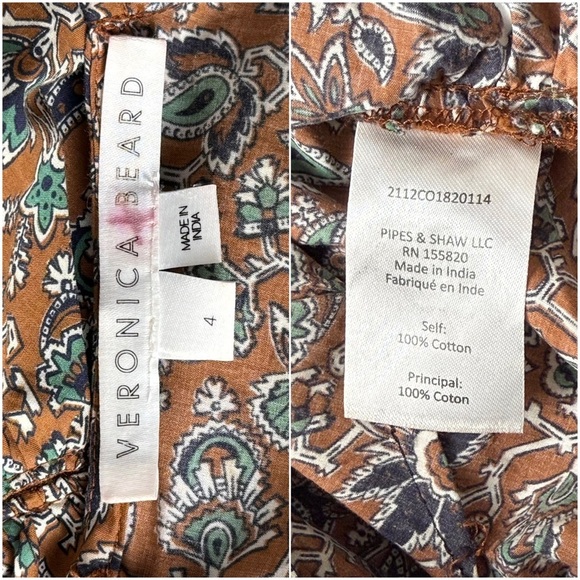 VERONICA BEARD
MADE IN
INDIA
4
2112CO1820114
PIPES & SHAW LLC
RN 155820
Made in India
Fabriqué en Inde
Self:
100% Cotton
Principal:
100% Coton